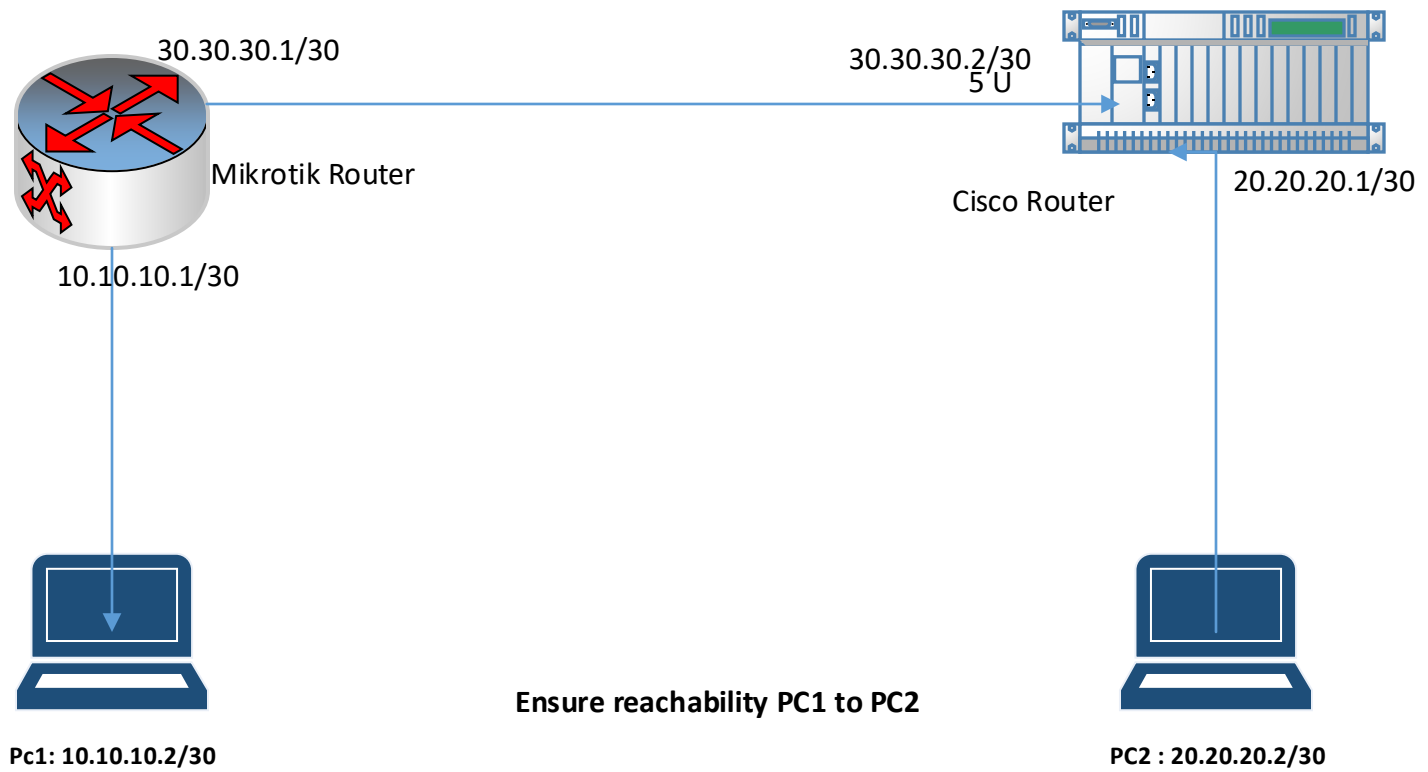 30.30.30.1/30
30.30.30.2/30
5 U
Mikrotik Router
20.20.20.1/30
Cisco Router
10.10.10.1/30
Ensure reachability PC1 to PC2
Pc1: 10.10.10.2/30
PC2 : 20.20.20.2/30